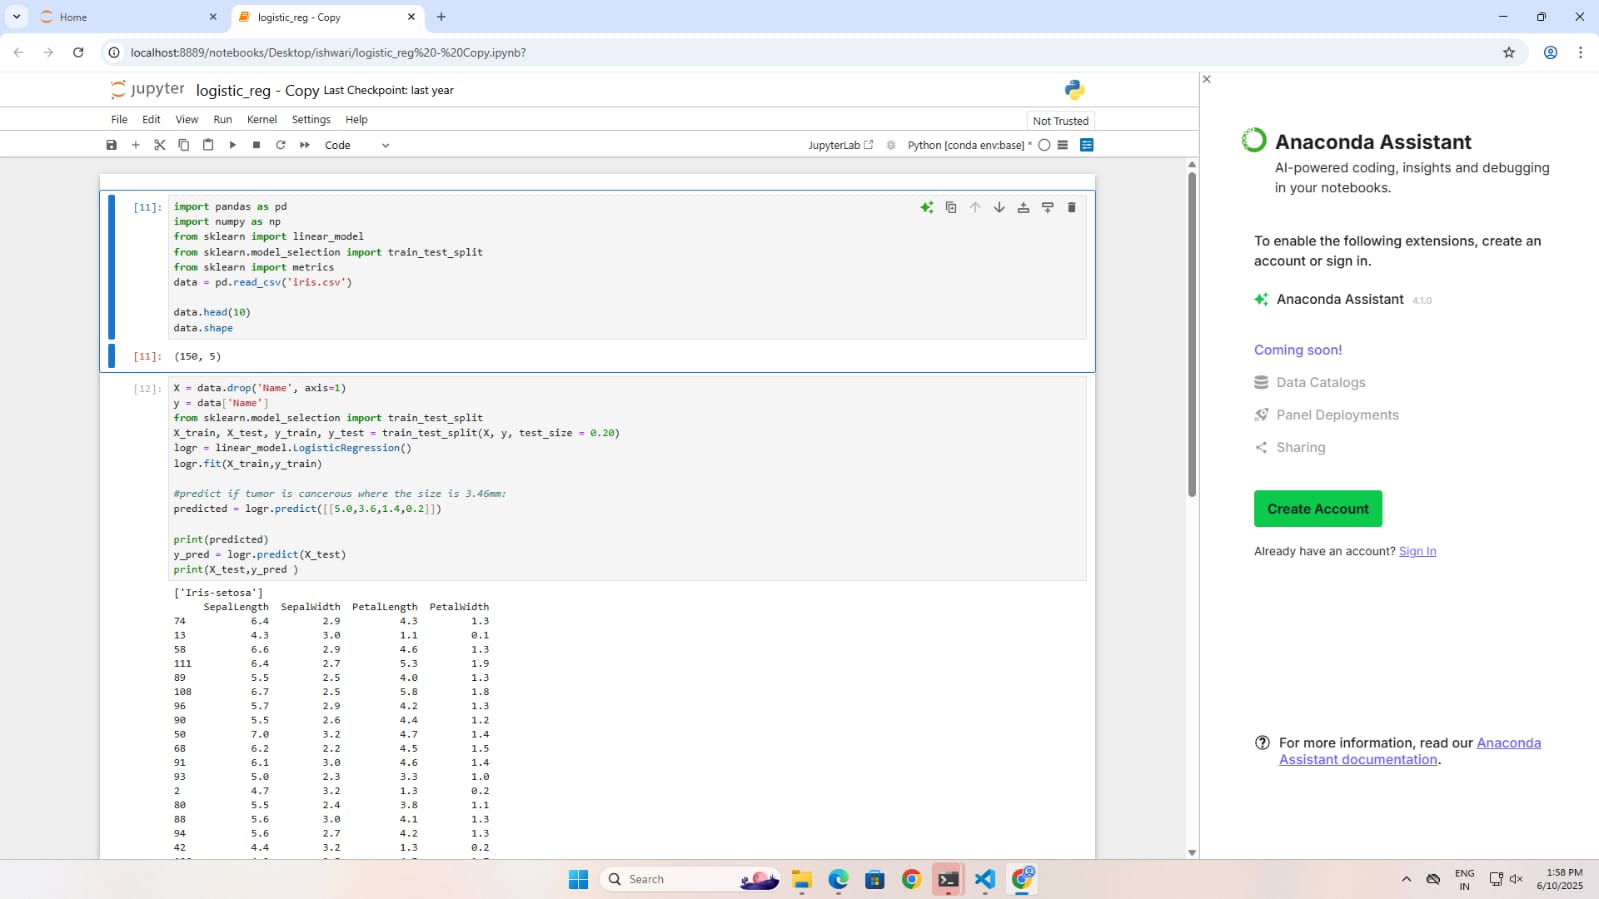 Home
logistic_reg - Copy
localhost:8889/notebooks/Desktop/ishwari/logistic_reg%20-%20Copy.ipynb?
jupyter logistic_reg - Copy Last Checkpoint: last year
File Edit View Run Kernel Settings Help
Not Trusted
Code
JupyterLab
Python [conda env:base] *
[11]:
import pandas as pd
import numpy as np
from sklearn import linear_model
from sklearn.model_selection import train_test_split
from sklearn import metrics
data = pd.read_csv('iris.csv')
data.head(10)
data.shape
[11]: (150, 5)
[12]:
X = data.drop('Name', axis=1)
y = data['Name']
from sklearn.model_selection import train_test_split
X_train, X_test, y_train, y_test = train_test_split(X, y, test_size = 0.20)
logr = linear_model.LogisticRegression()
logr.fit(X_train,y_train)
#predict if tumor is cancerous where the size is 3.46mm:
predicted = logr.predict([[5.0,3.6,1.4,0.2]])
print(predicted)
y_pred = logr.predict(X_test)
print(X_test,y_pred )
['Iris-setosa']
SepalLength SepalWidth PetalLength PetalWidth
74 6.4 2.9 4.3 1.3
13 4.3 3.0 1.1 0.1
58 6.6 2.9 4.6 1.3
111 6.4 2.7 5.3 1.9
89 5.5 2.5 4.0 1.3
108 6.7 2.5 5.8 1.8
96 5.7 2.9 4.2 1.3
90 5.5 2.6 4.4 1.2
50 7.0 3.2 4.7 1.4
68 6.2 2.2 4.5 1.5
91 6.1 3.0 4.6 1.4
93 5.0 2.3 3.3 1.0
2 4.7 3.2 1.3 0.2
80 5.5 2.4 3.8 1.1
88 5.6 3.0 4.1 1.3
94 5.6 2.7 4.2 1.3
42 4.4 3.2 1.3 0.2
Anaconda Assistant
AI-powered coding, insights and debugging
in your notebooks.
To enable the following extensions, create an
account or sign in.
Anaconda Assistant 4.1.0
Coming soon!
Data Catalogs
Panel Deployments
Sharing
Create Account
Already have an account? Sign In
For more information, read our Anaconda
Assistant documentation.
Search
ENG
IN
1:58 PM
6/10/2025